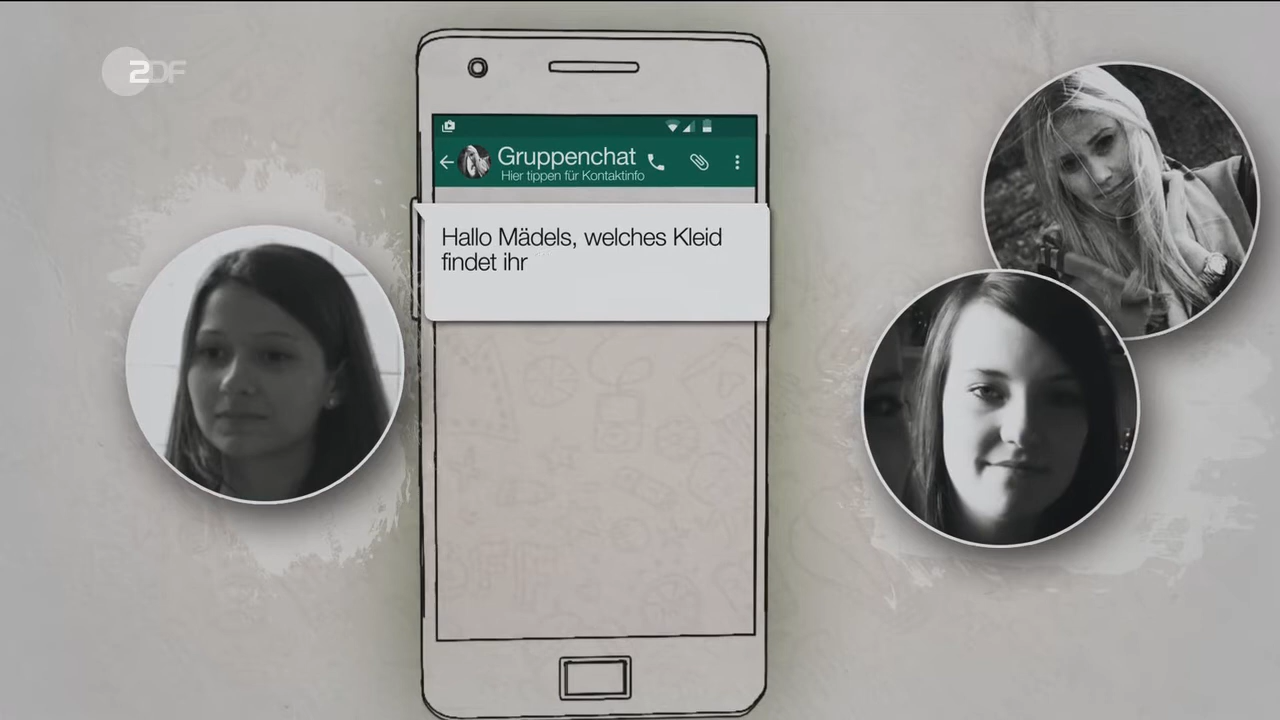 ZDF
Gruppenchat
Hier tippen für Kontaktinfo
Hallo Mädels, welches Kleid
findet ihr